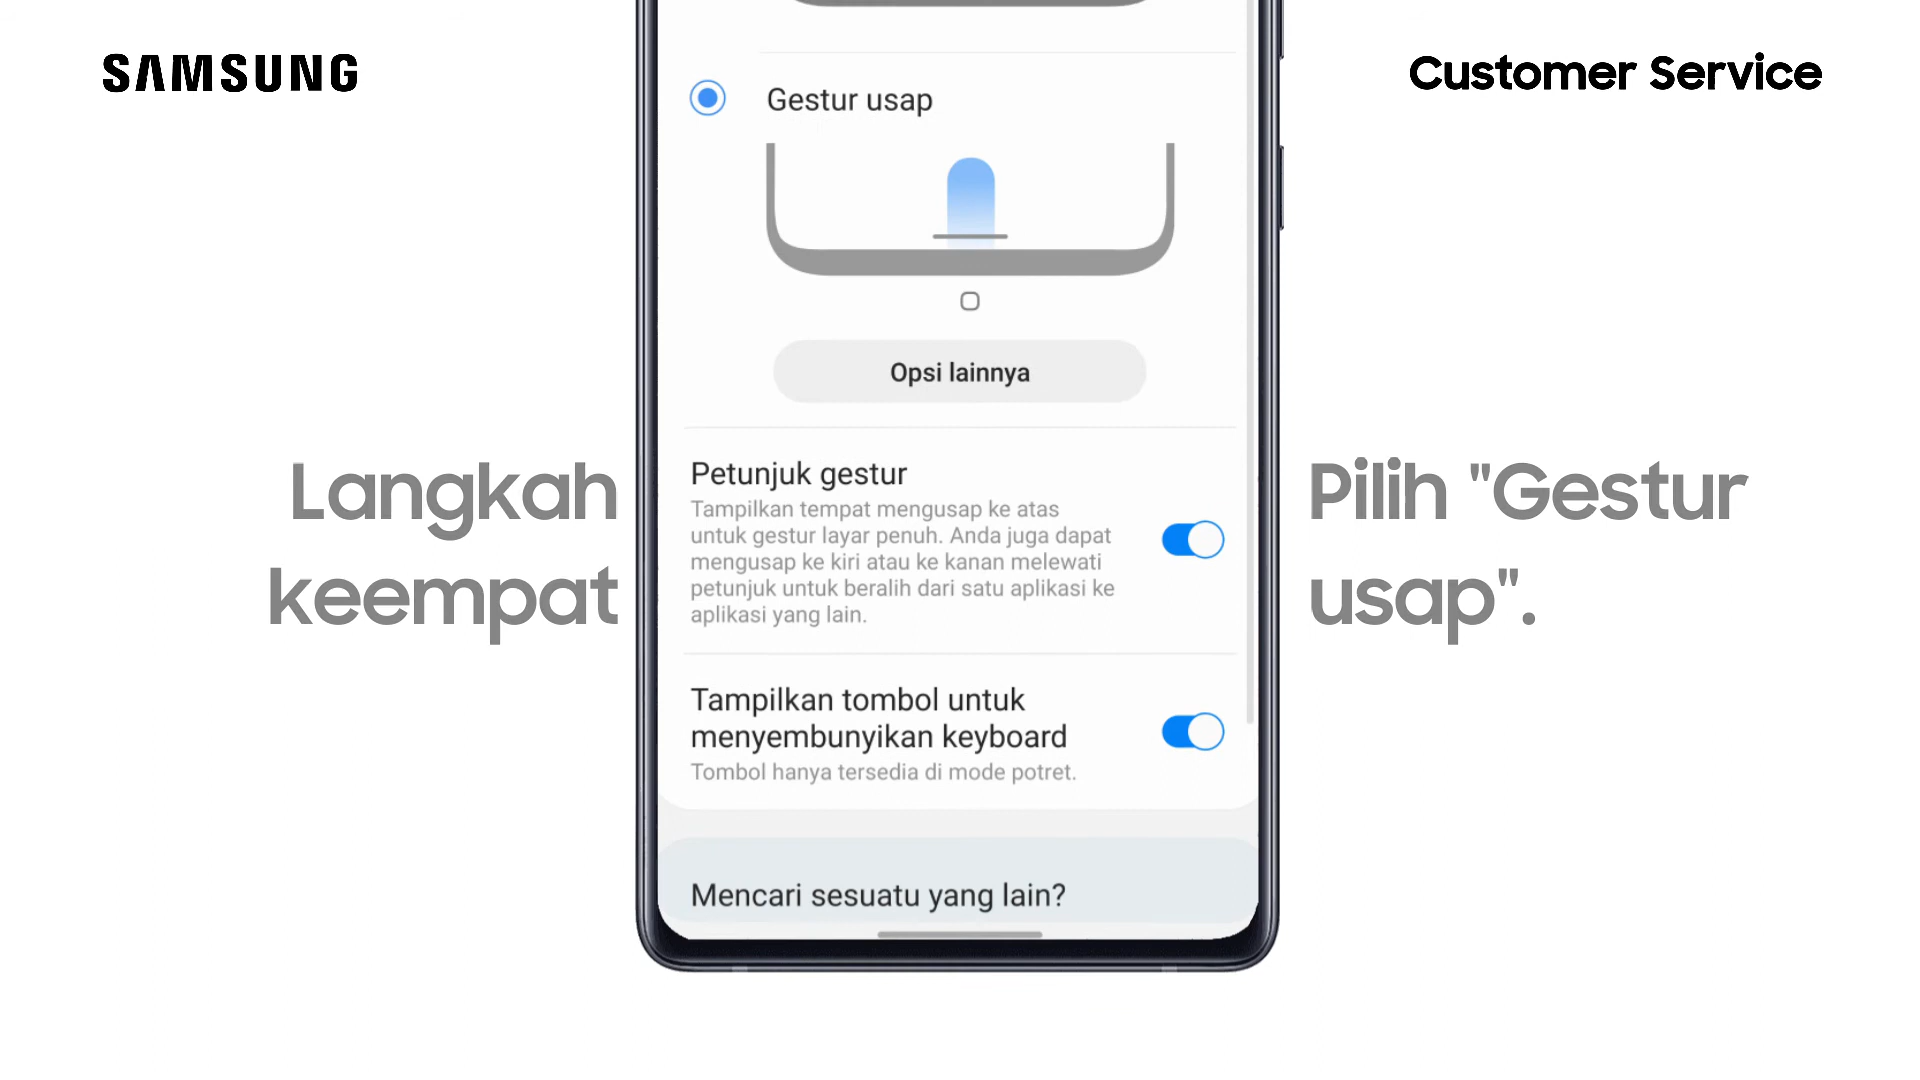 SAMSUNG
Customer Service
Gestur usap
Opsi lainnya
Langkah
keempat
Petunjuk gestur
Tampilkan tempat mengusap ke atas
untuk gestur layar penuh. Anda juga dapat
mengusap ke kiri atau ke kanan melewati
petunjuk untuk beralih dari satu aplikasi ke
aplikasi yang lain.
Pilih "Gestur
usap".
Tampilkan tombol untuk
menyembunyikan keyboard
Tombol hanya tersedia di mode potret.
Mencari sesuatu yang lain?